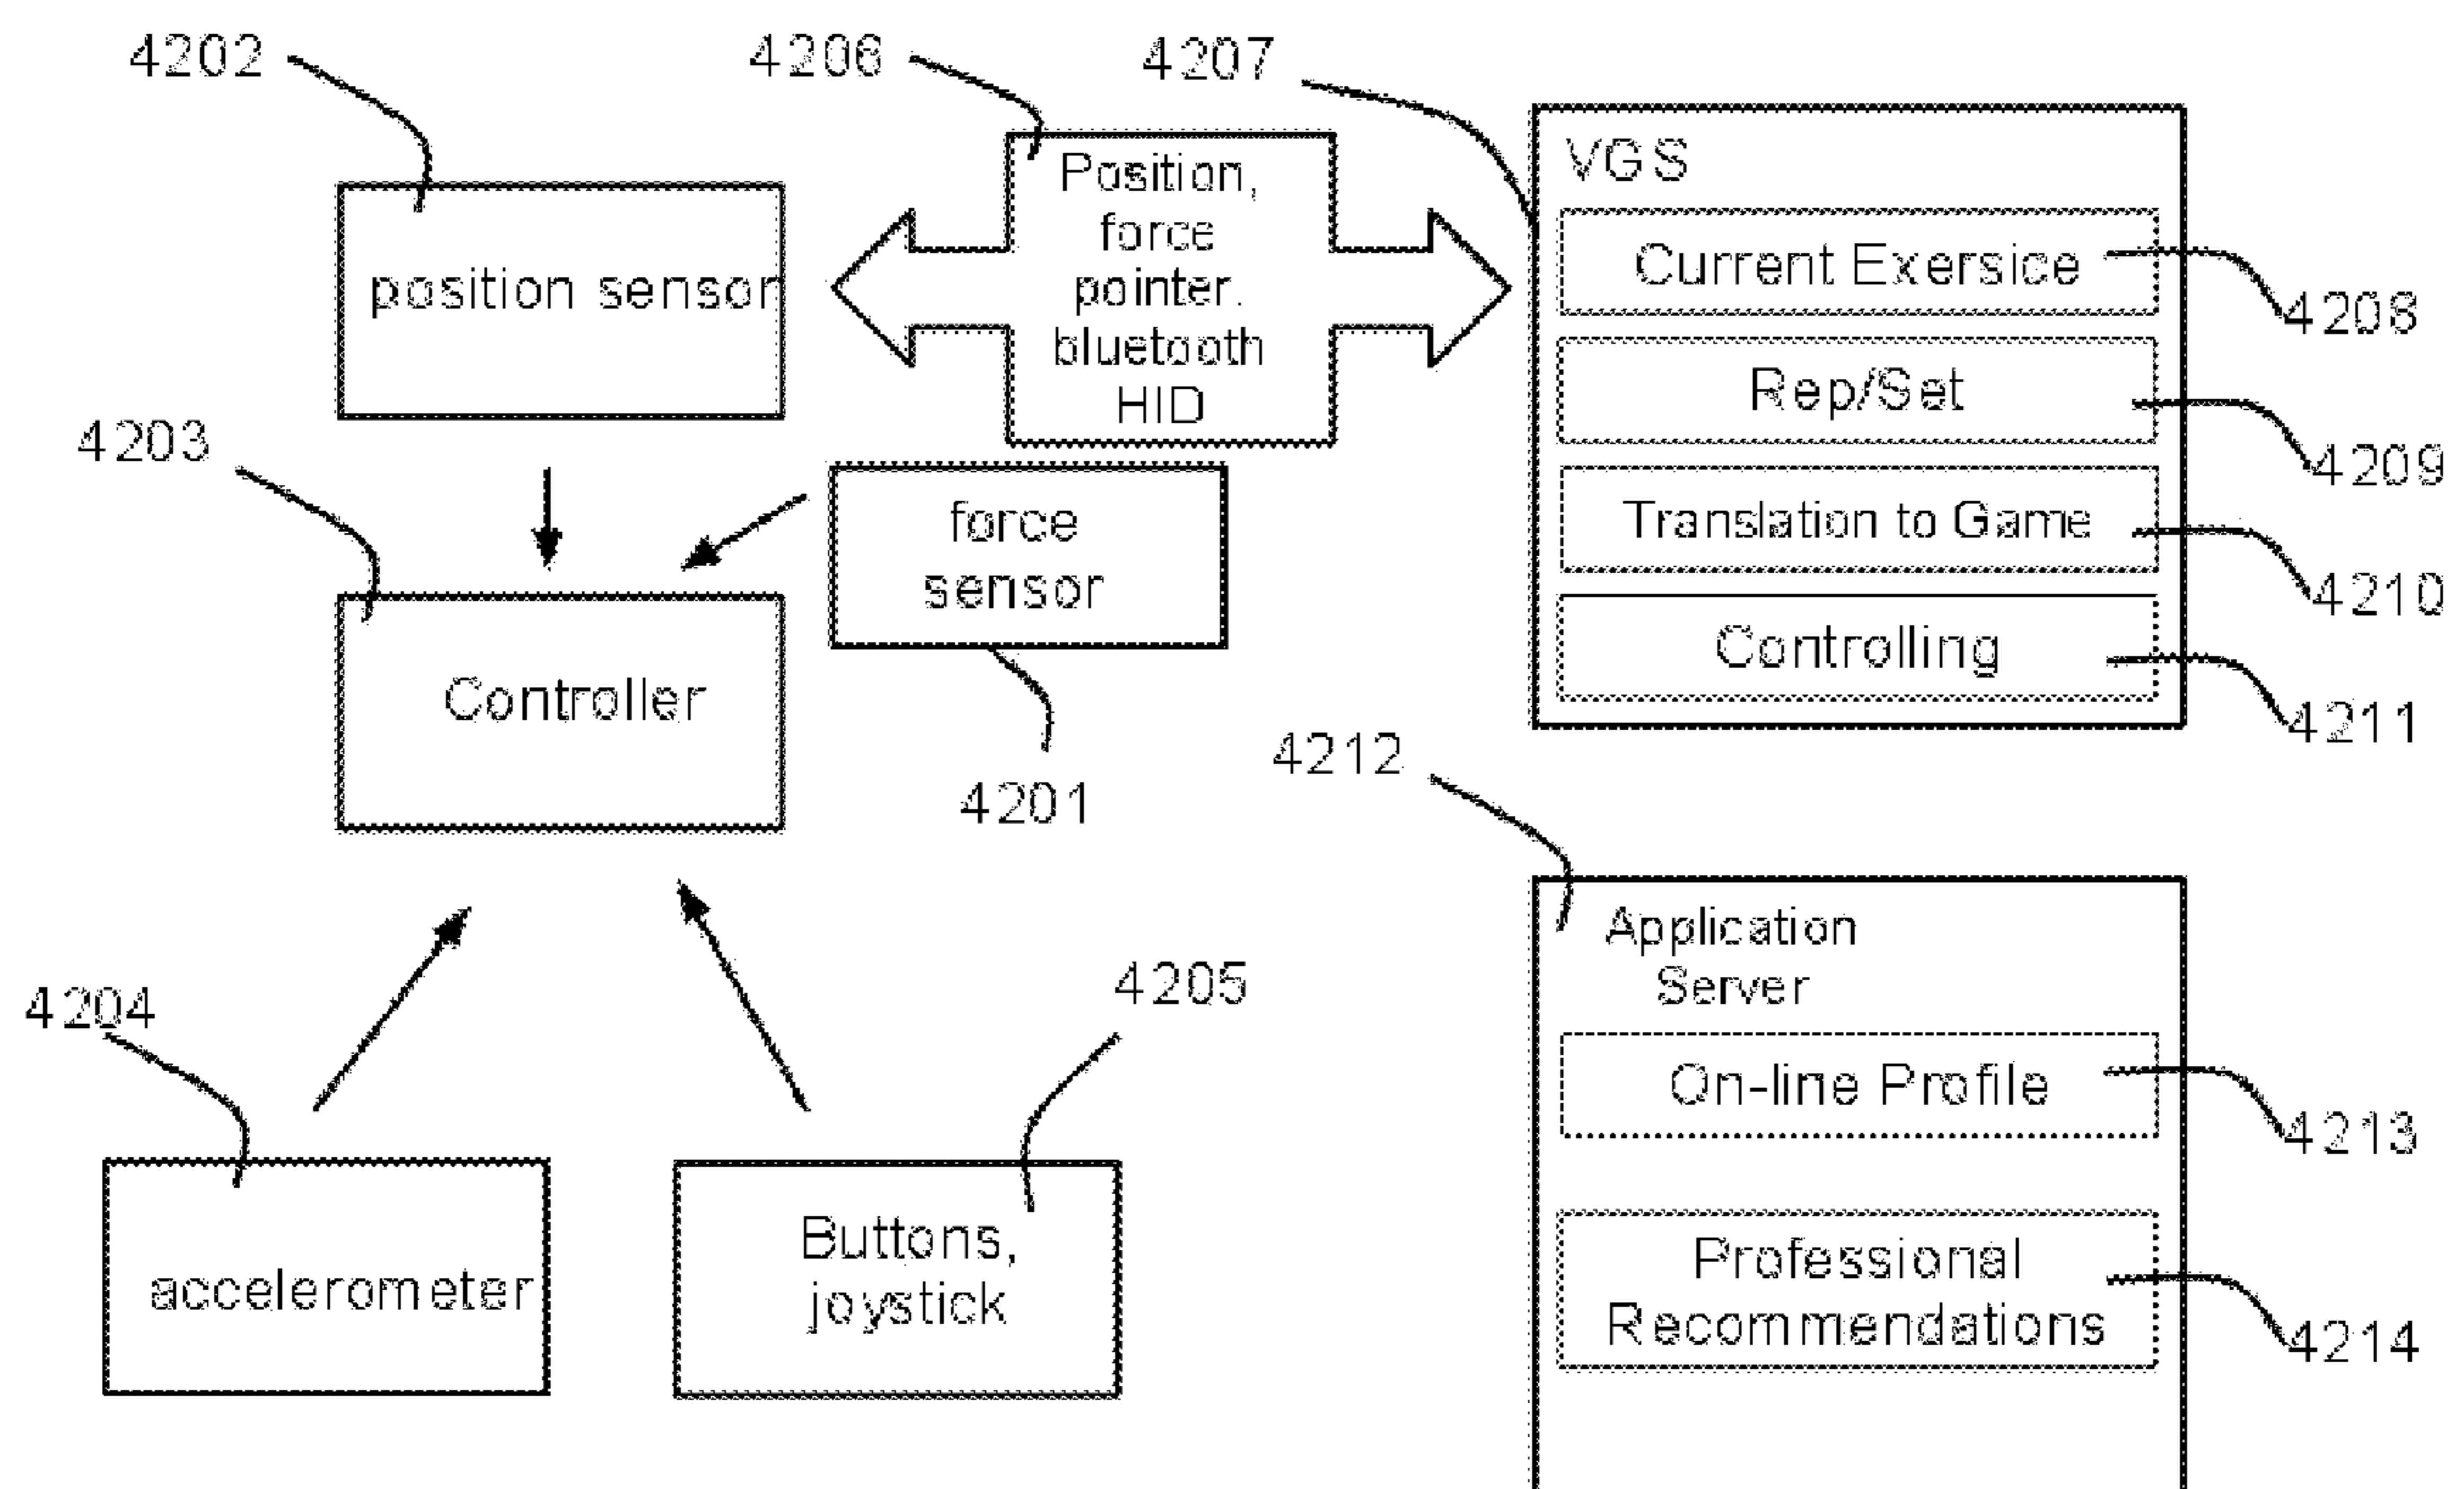 4202
4206
4207
position sensor
Position,
force
pointer.
bluetooth
HID
VGS
Current Exersice
4208
Rep/Set
4209
Translation to Game
4210
Controlling
4211
4203
force
sensor
Controller
4201
4212
Application
Server
On-line Profile
4213
Professional
Recommendations
4214
4204
4205
accelerometer
Buttons,
joystick